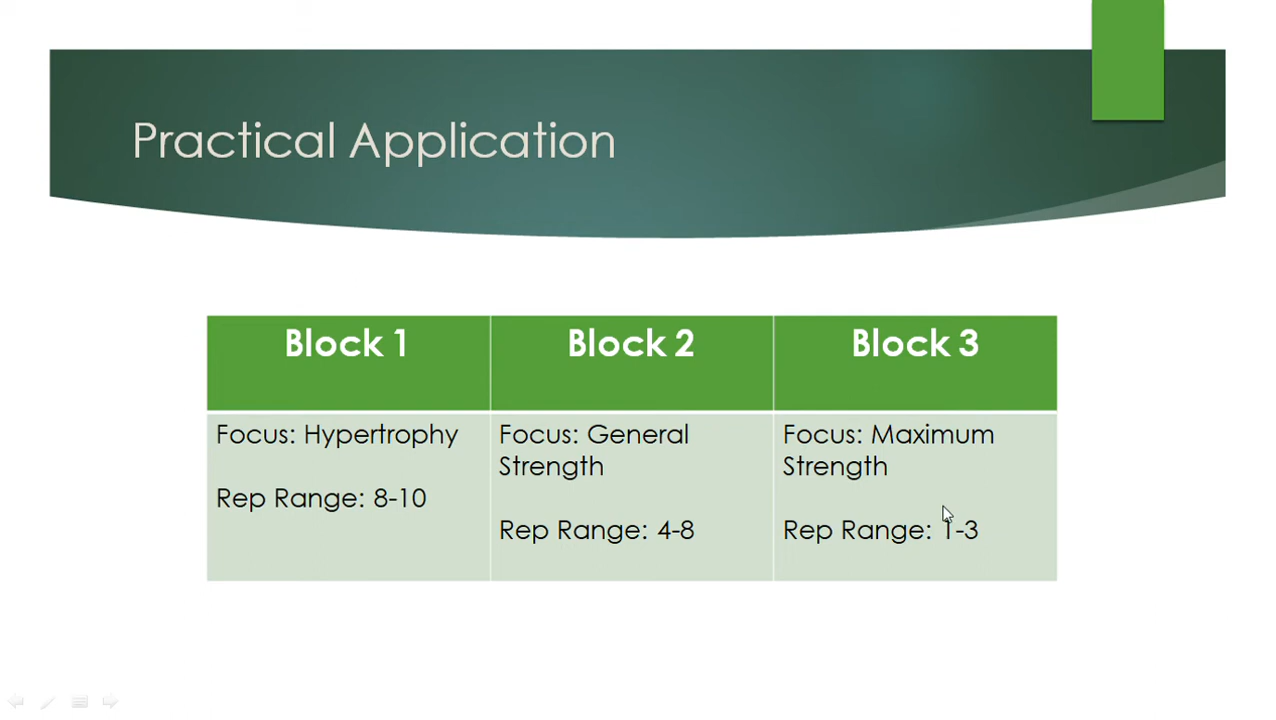 Practical Application
Block 1
Block 2
Block 3
Focus: Hypertrophy
Rep Range: 8-10
Focus: General
Strength
Rep Range: 4-8
Focus: Maximum
Strength
Rep Range: 1-3